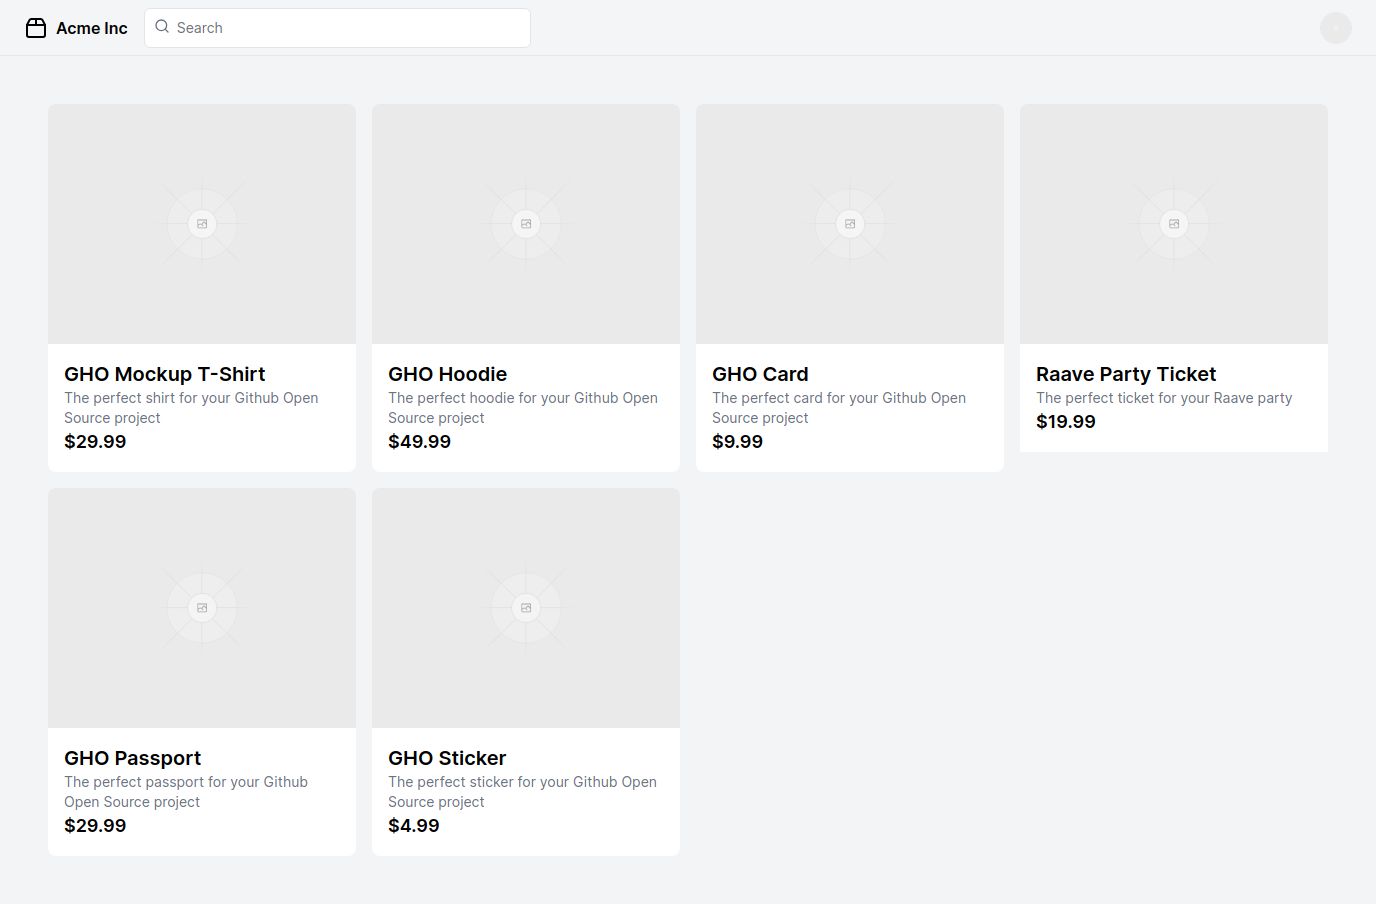 Acme Inc
Search
GHO Mockup T-Shirt
The perfect shirt for your Github Open
Source project
$29.99
GHO Hoodie
The perfect hoodie for your Github Open
Source project
$49.99
GHO Card
The perfect card for your Github Open
Source project
$9.99
Raave Party Ticket
The perfect ticket for your Raave party
$19.99
GHO Passport
The perfect passport for your Github
Open Source project
$29.99
GHO Sticker
The perfect sticker for your Github Open
Source project
$4.99